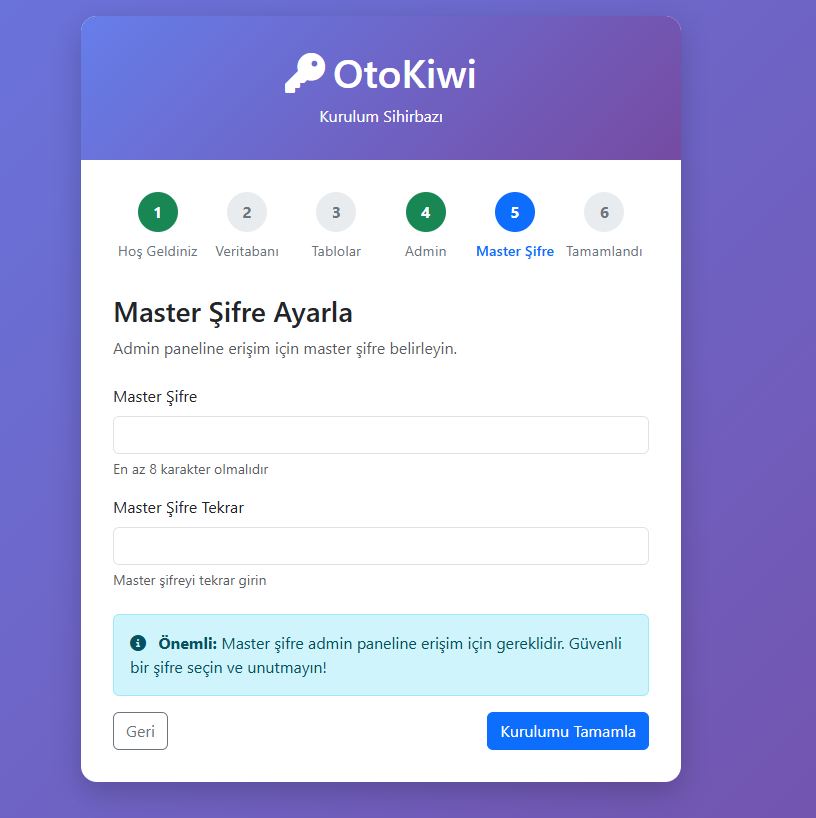 OtoKiwi
Kurulum Sihirbazı
1 2 3 4 5 6
Hoş Geldiniz Veritabanı Tablolar Admin Master Şifre Tamamlandı
Master Şifre Ayarla
Admin paneline erişim için master şifre belirleyin.
Master Şifre
En az 8 karakter olmalıdır
Master Şifre Tekrar
Master şifreyi tekrar girin
Önemli: Master şifre admin paneline erişim için gereklidir. Güvenli
bir şifre seçin ve unutmayın!
Geri Kurulumu Tamamla